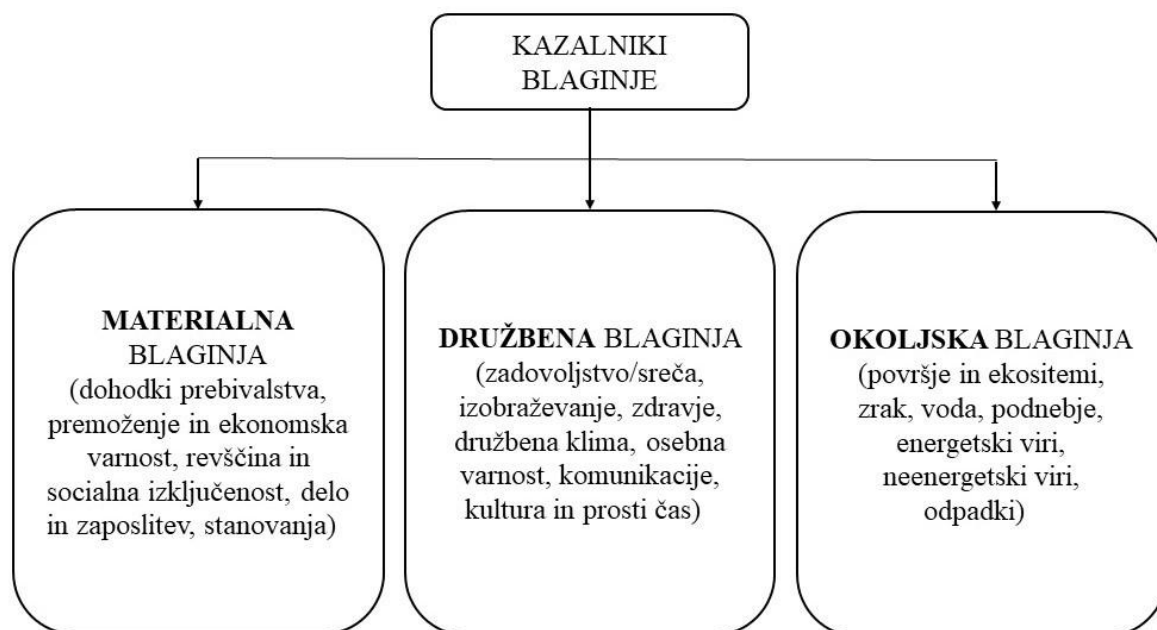 KAZALNIKI
BLAGINJE
MATERIALNA
BLAGINJA
(dohodki prebivalstva,
premoženje in ekonomska
varnost, revščina in
socialna izključenost, delo
in zaposlitev, stanovanja)
DRUŽBENA BLAGINJA
(zadovoljstvo/sreča,
izobraževanje, zdravje,
družbena klima, osebna
varnost, komunikacije,
kultura in prosti čas)
OKOLJSKA BLAGINJA
(površje in ekositemi,
zrak, voda, podnebje,
energetski viri,
neenergetski viri,
odpadki)